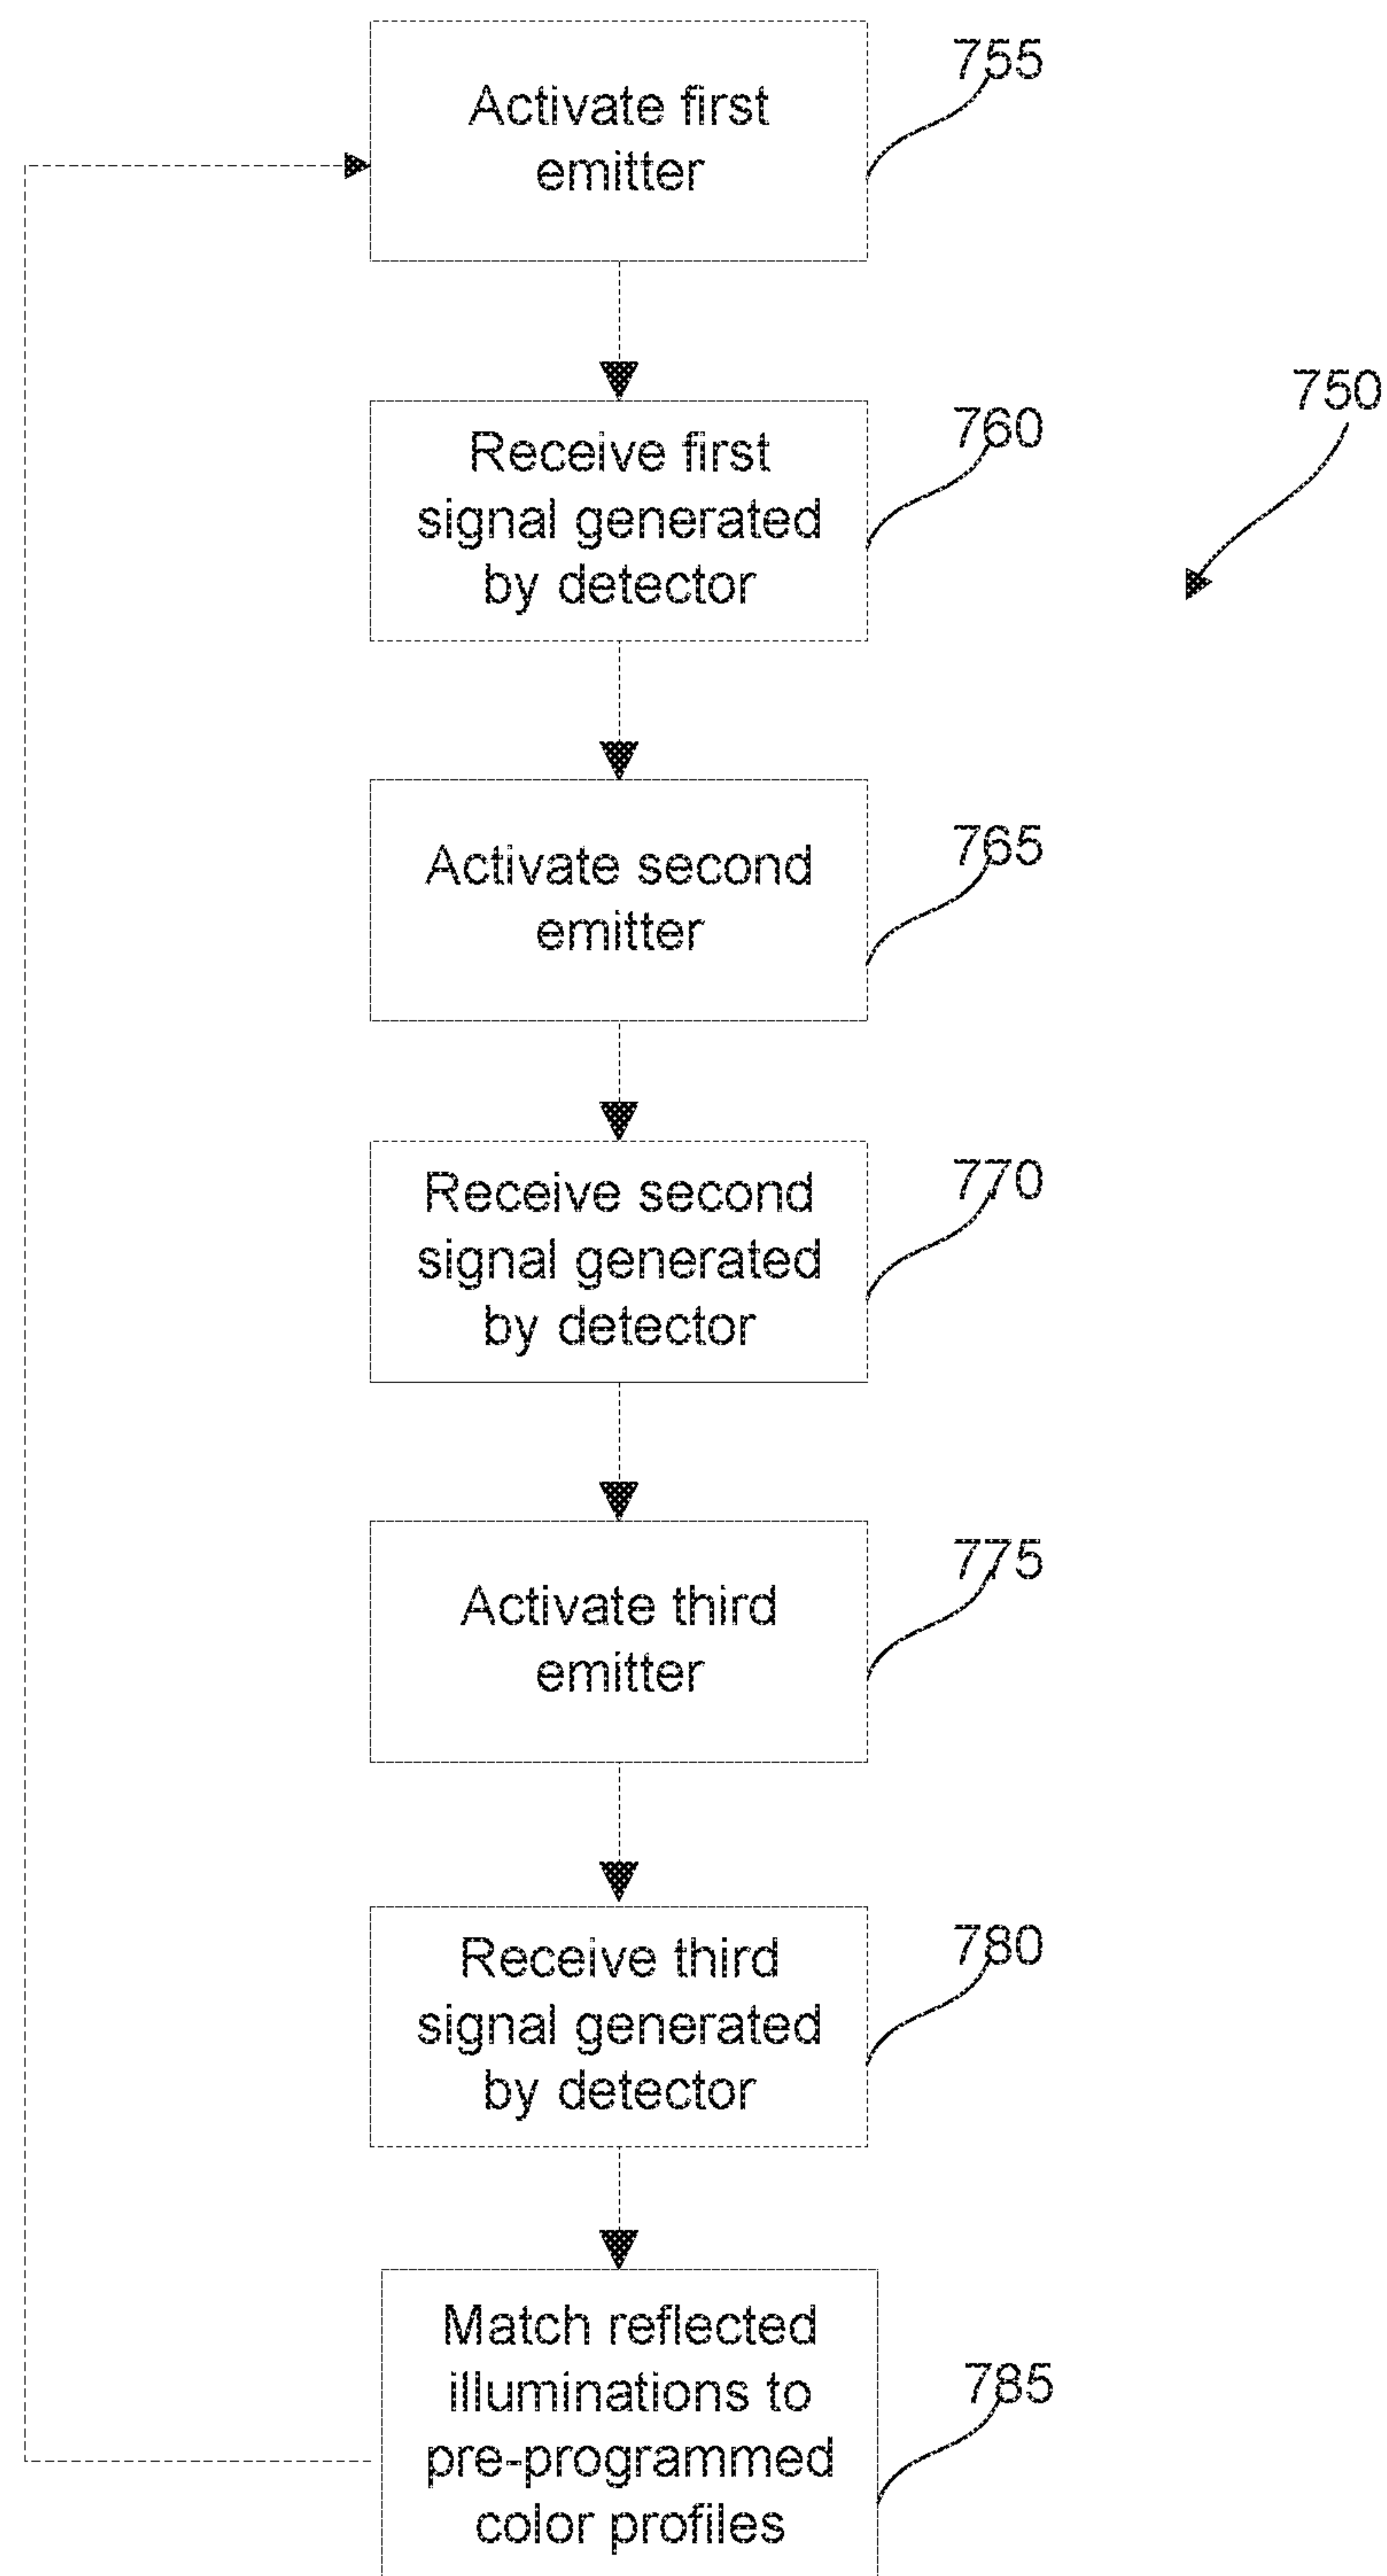 Activate first
emitter
755
Receive first
signal generated
by detector
760
750
Activate second
emitter
765
Receive second
signal generated
by detector
770
Activate third
emitter
775
Receive third
signal generated
by detector
780
Match reflected
illuminations to
pre-programmed
color profiles
785